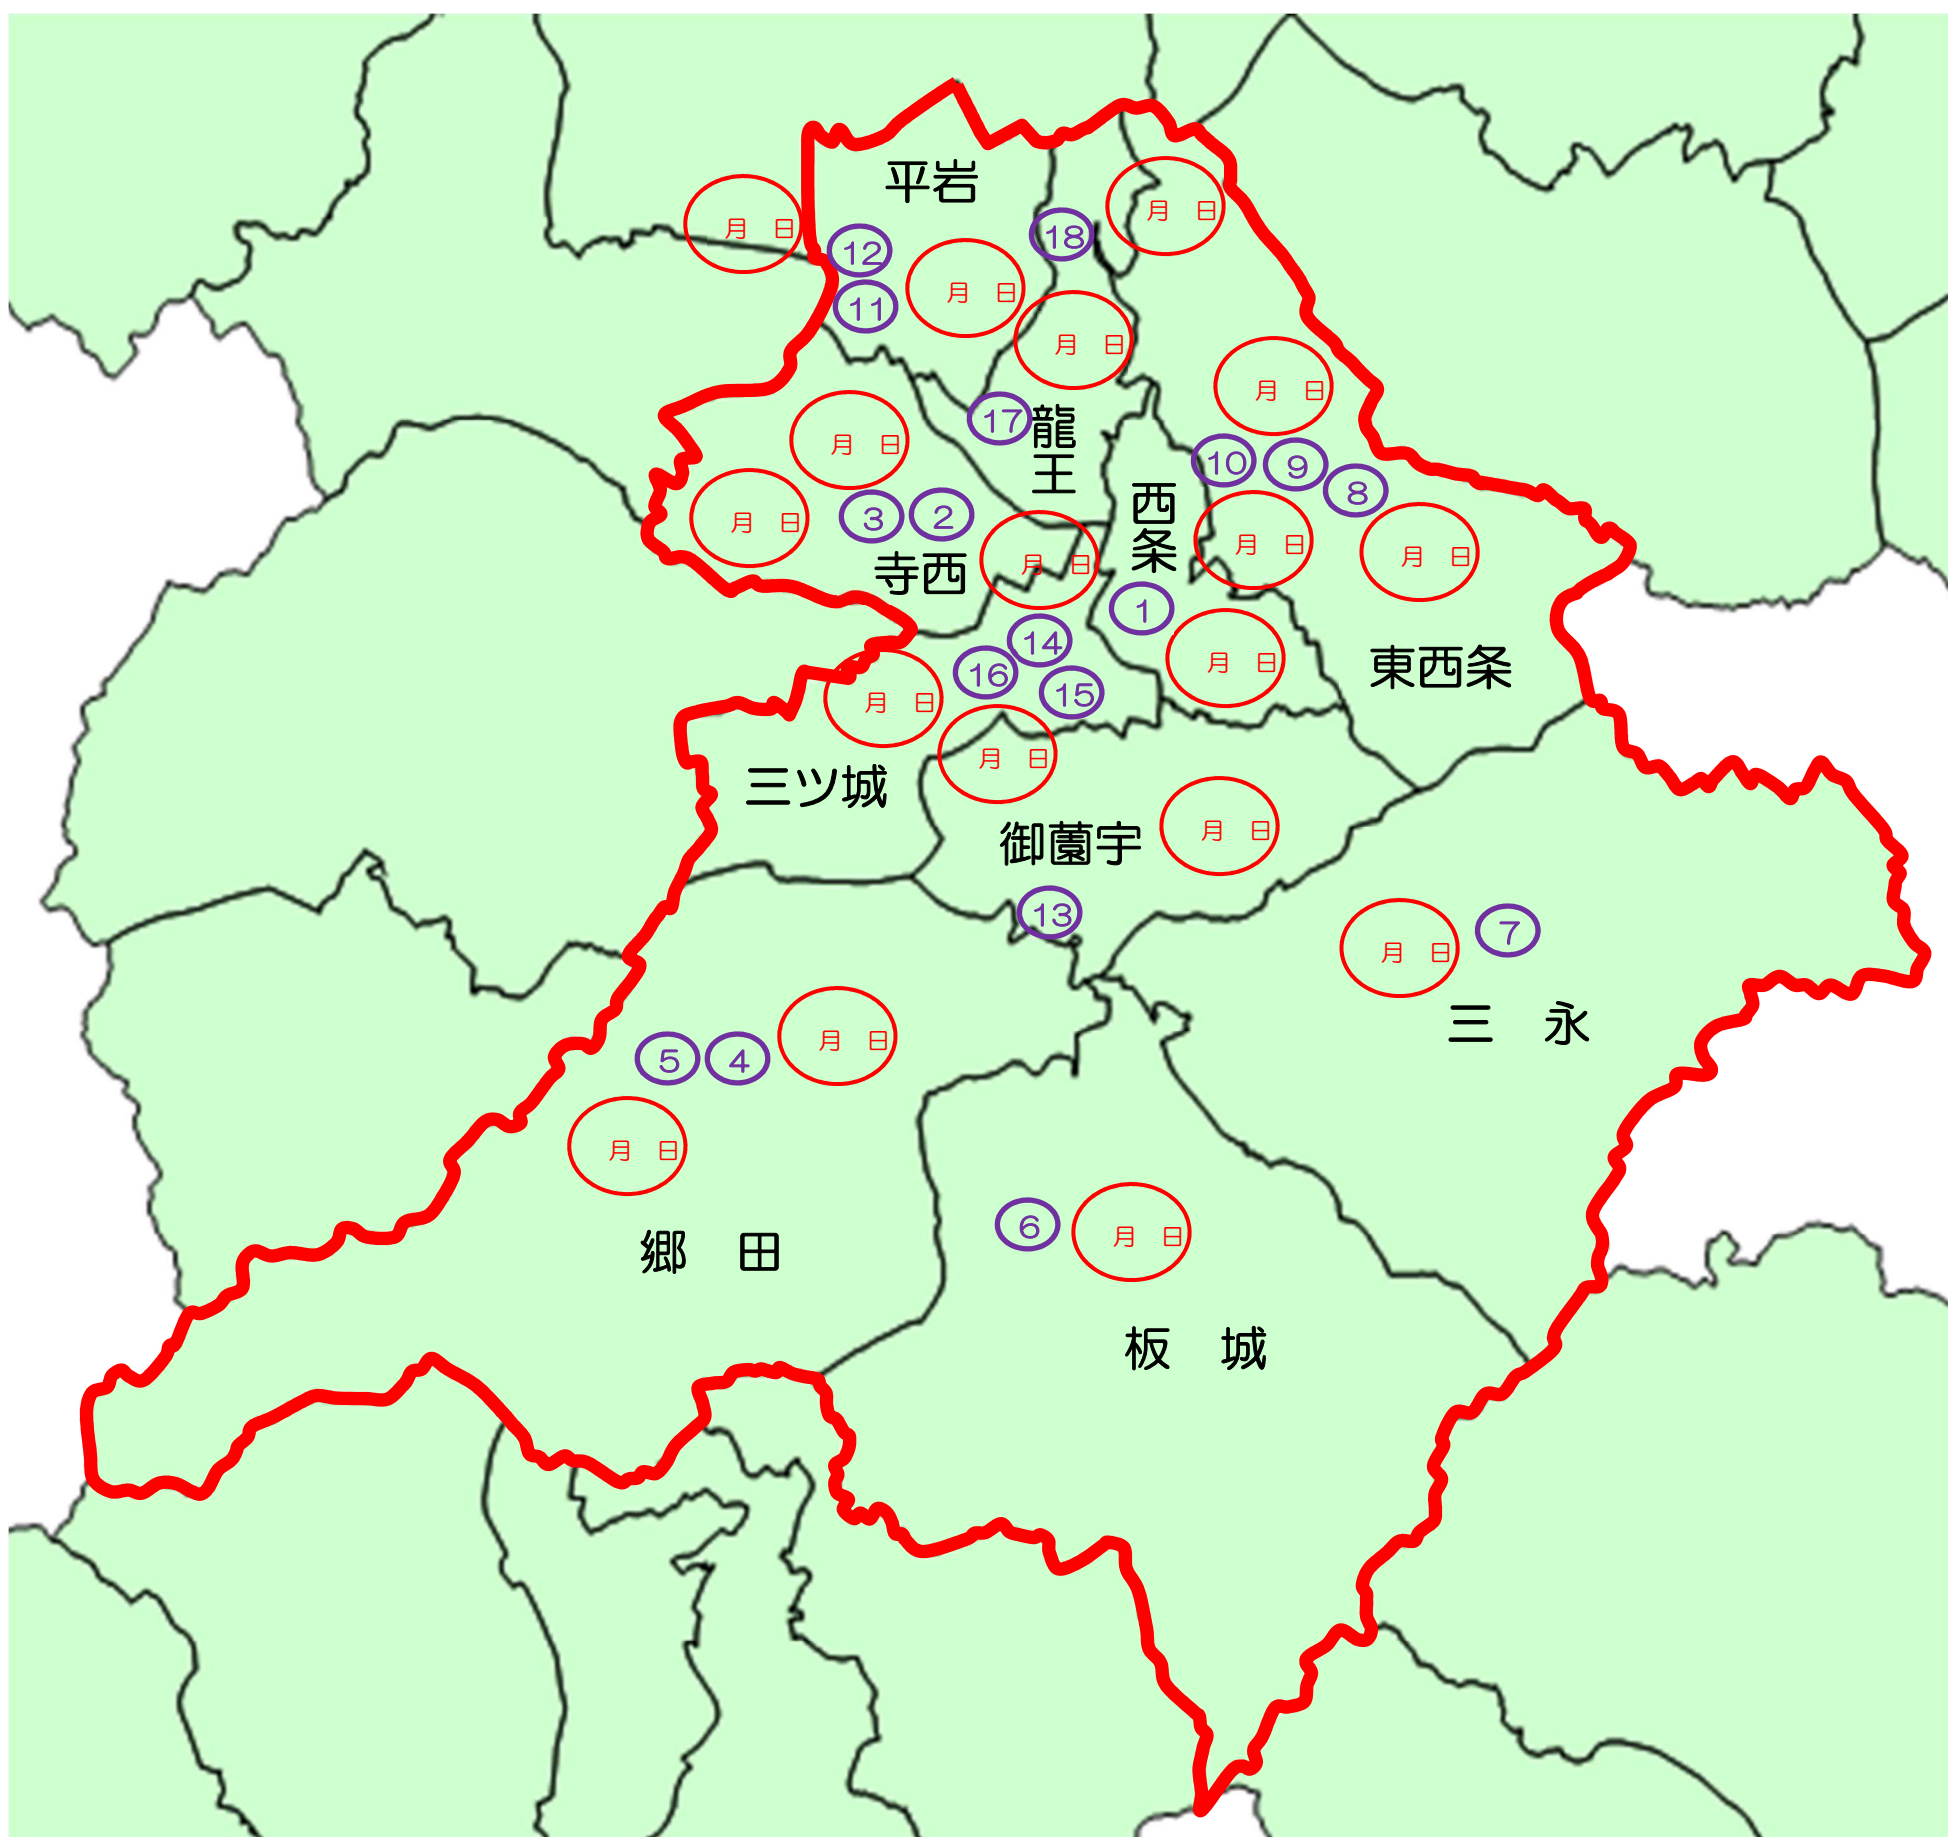 平岩
月 日
月 日
12
18
11
月 日
月 日
月 日
17
龍王
月 日
10
9
8
西条
3
2
月 日
月 日
月 日
月 日
寺西
1
14
東西条
月 日
16
15
月 日
月 日
三ツ城
月 日
御薗宇
13
7
月 日
三 永
月 日
5
4
月 日
6
月 日
郷 田
板 城